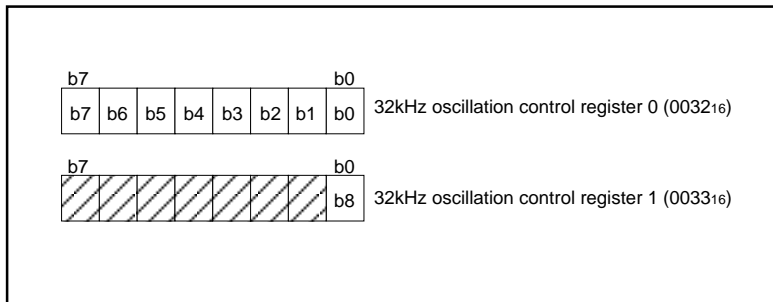 b7 b0
b7 b6 b5 b4 b3 b2 b1 b0 32kHz oscillation control register 0 (003216)
b7 b0
b8 32kHz oscillation control register 1 (003316)